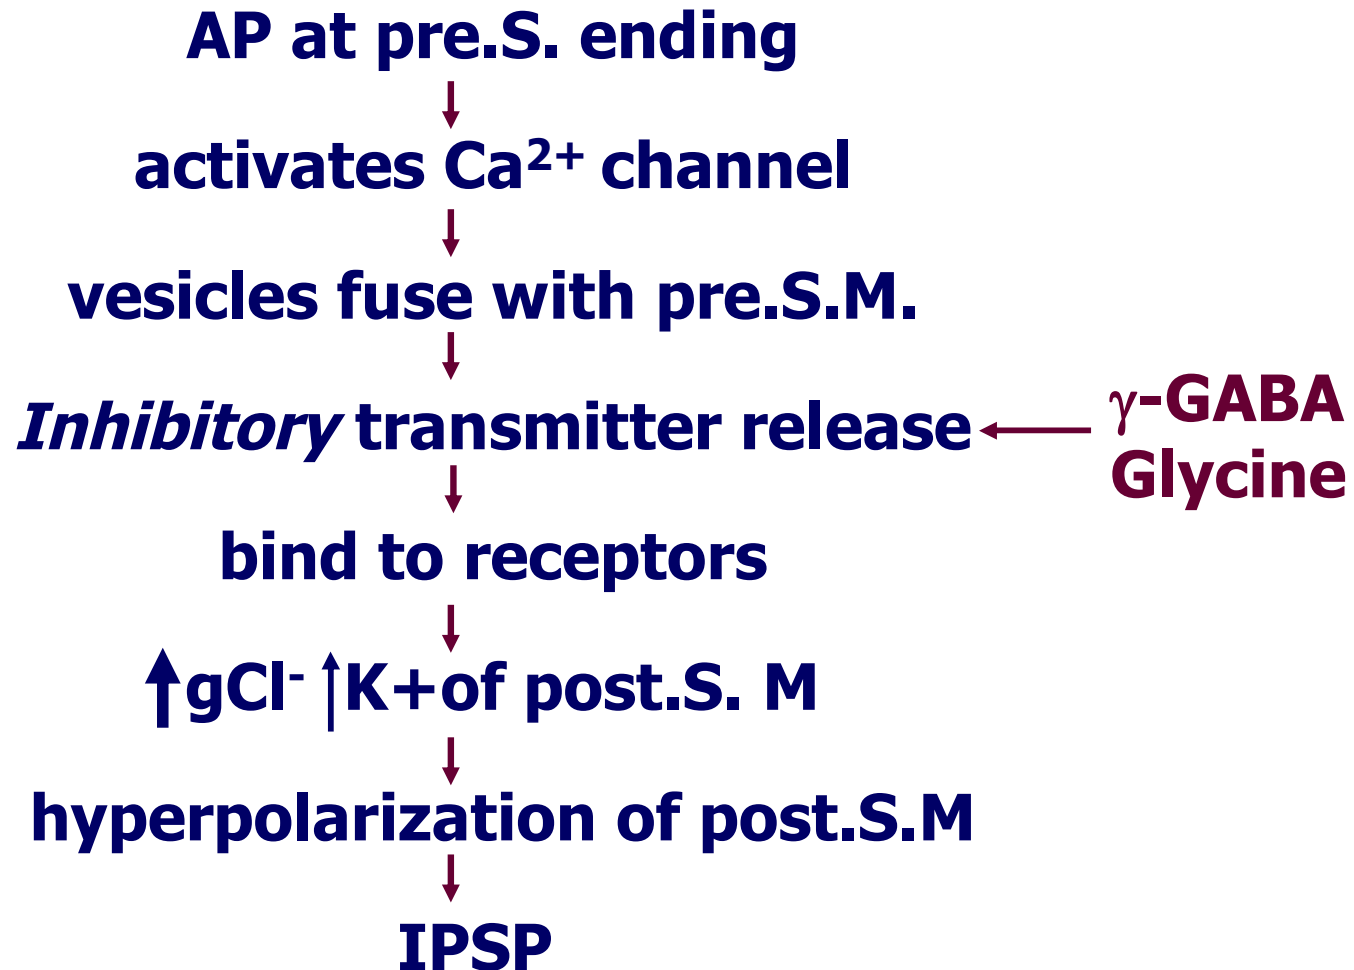 AP at pre.S. ending
activates Ca²⁺ channel
vesicles fuse with pre.S.M.
Inhibitory transmitter release
γ-GABA
Glycine
bind to receptors
↑gCl⁻ ↑K+of post.S. M
hyperpolarization of post.S.M
IPSP